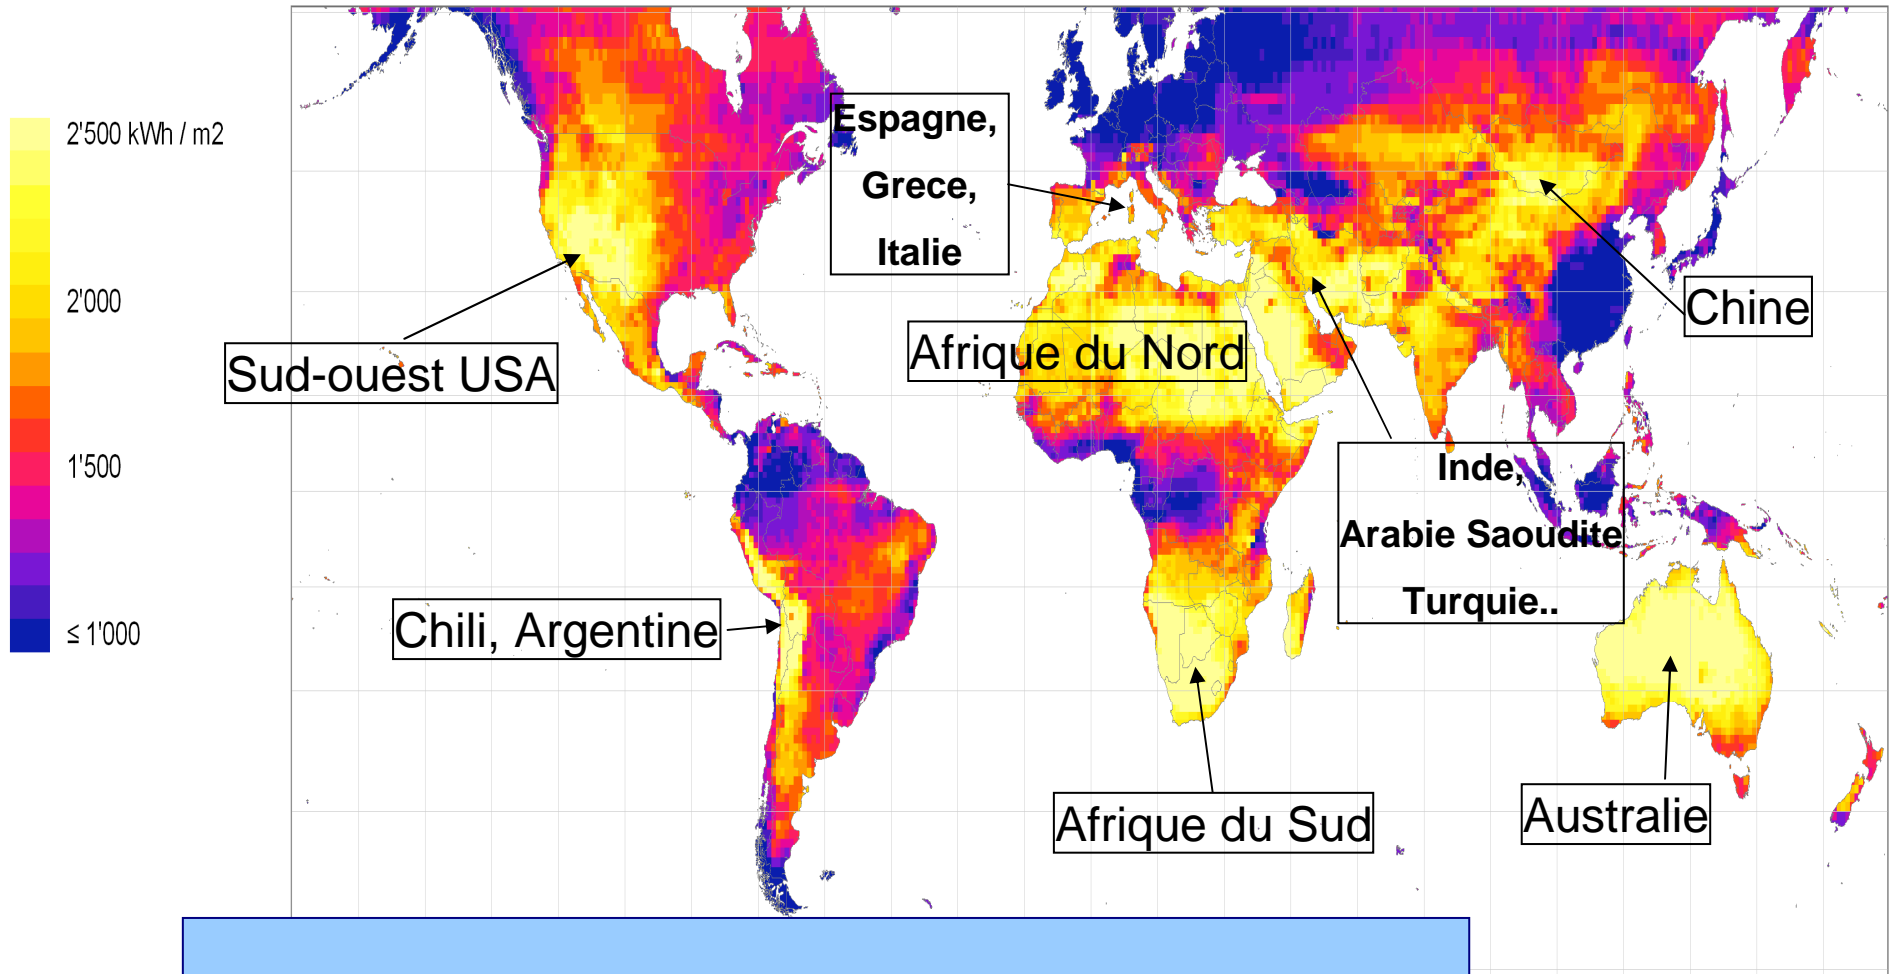 2'500 kWh / m2
2'000
1'500
≤ 1'000
Espagne,
Grece,
Italie
Chine
Afrique du Nord
Sud-ouest USA
Inde,
Arabie Saoudite
Turquie..
Chili, Argentine
Afrique du Sud
Australie